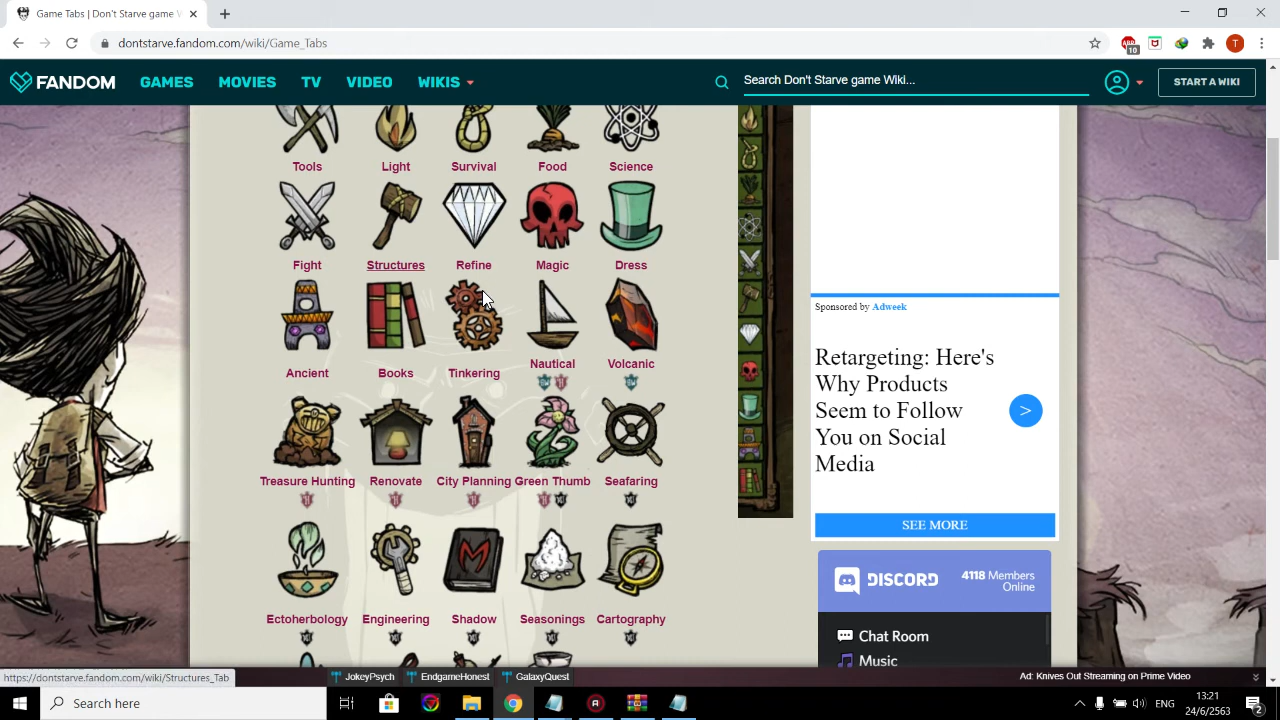 Game Tabs | Don't Starve game W
dontstarve.fandom.com/wiki/Game_Tabs
10
T
FANDOM
GAMES
MOVIES
TV
VIDEO
WIKIS
Search Don't Starve game Wiki...
START A WIKI
Tools Light Survival Food Science
Fight Structures Refine Magic Dress
Ancient Books Tinkering Nautical Volcanic
Treasure Hunting Renovate City Planning Green Thumb Seafaring
Ectoherbology Engineering Shadow Seasonings Cartography
Sponsored by Adweek
Retargeting: Here's
Why Products
Seem to Follow
You on Social
Media
>
SEE MORE
DISCORD
4118 Members
Online
Chat Room
Music
https://dontstarve.fandom.com/wiki/Structures_Tab
JokeyPsych
EndgameHonest
GalaxyQuest
Ad: Knives Out Streaming on Prime Video
Search here
ENG
13:21
24/6/2563
2